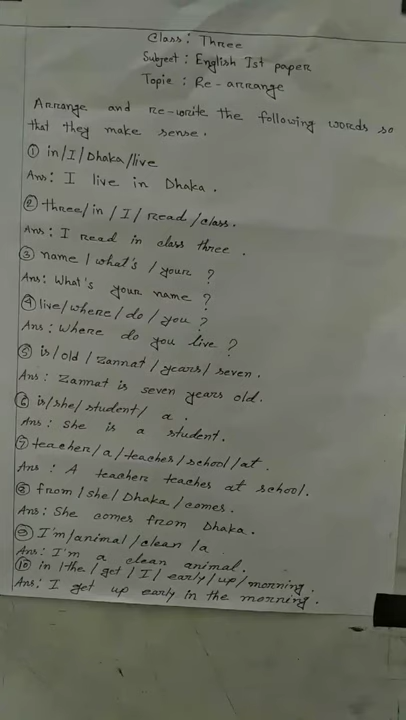 Class: Three
Subject: English Ist paper
Topic: Re-arrange
Arrange and re-write the following words so
that they make sense.
① in/I/Dhaka/live
Ans: I live in Dhaka.
② three/in/I/read/class.
Ans: I read in class three.
③ name/what's/your?
Ans: What's your name?
④ live/where/do/you?
Ans: Where do you live?
⑤ is/old/Zannat/years/seven.
Ans: Zannat is seven years old.
⑥ is/she/student/a.
Ans: She is a student.
⑦ teacher/a/teaches/school/at.
Ans: A teacher teaches at school.
⑧ from/she/Dhaka/comes.
Ans: She comes from Dhaka.
⑨ I'm/animal/clean/a
Ans: I'm a clean animal.
⑩ in/the/get/I/early/up/morning.
Ans: I get up early in the morning.